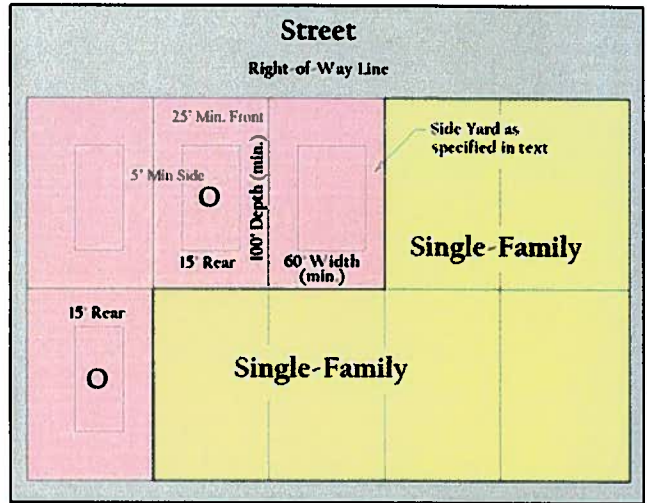 Street
Right-of-Way Line
25' Min. Front
Side Yard as
specified in text
5' Min Side
O
100' Depth (min.)
15' Rear
60' Width
(min.)
Single-Family
15' Rear
O
Single-Family